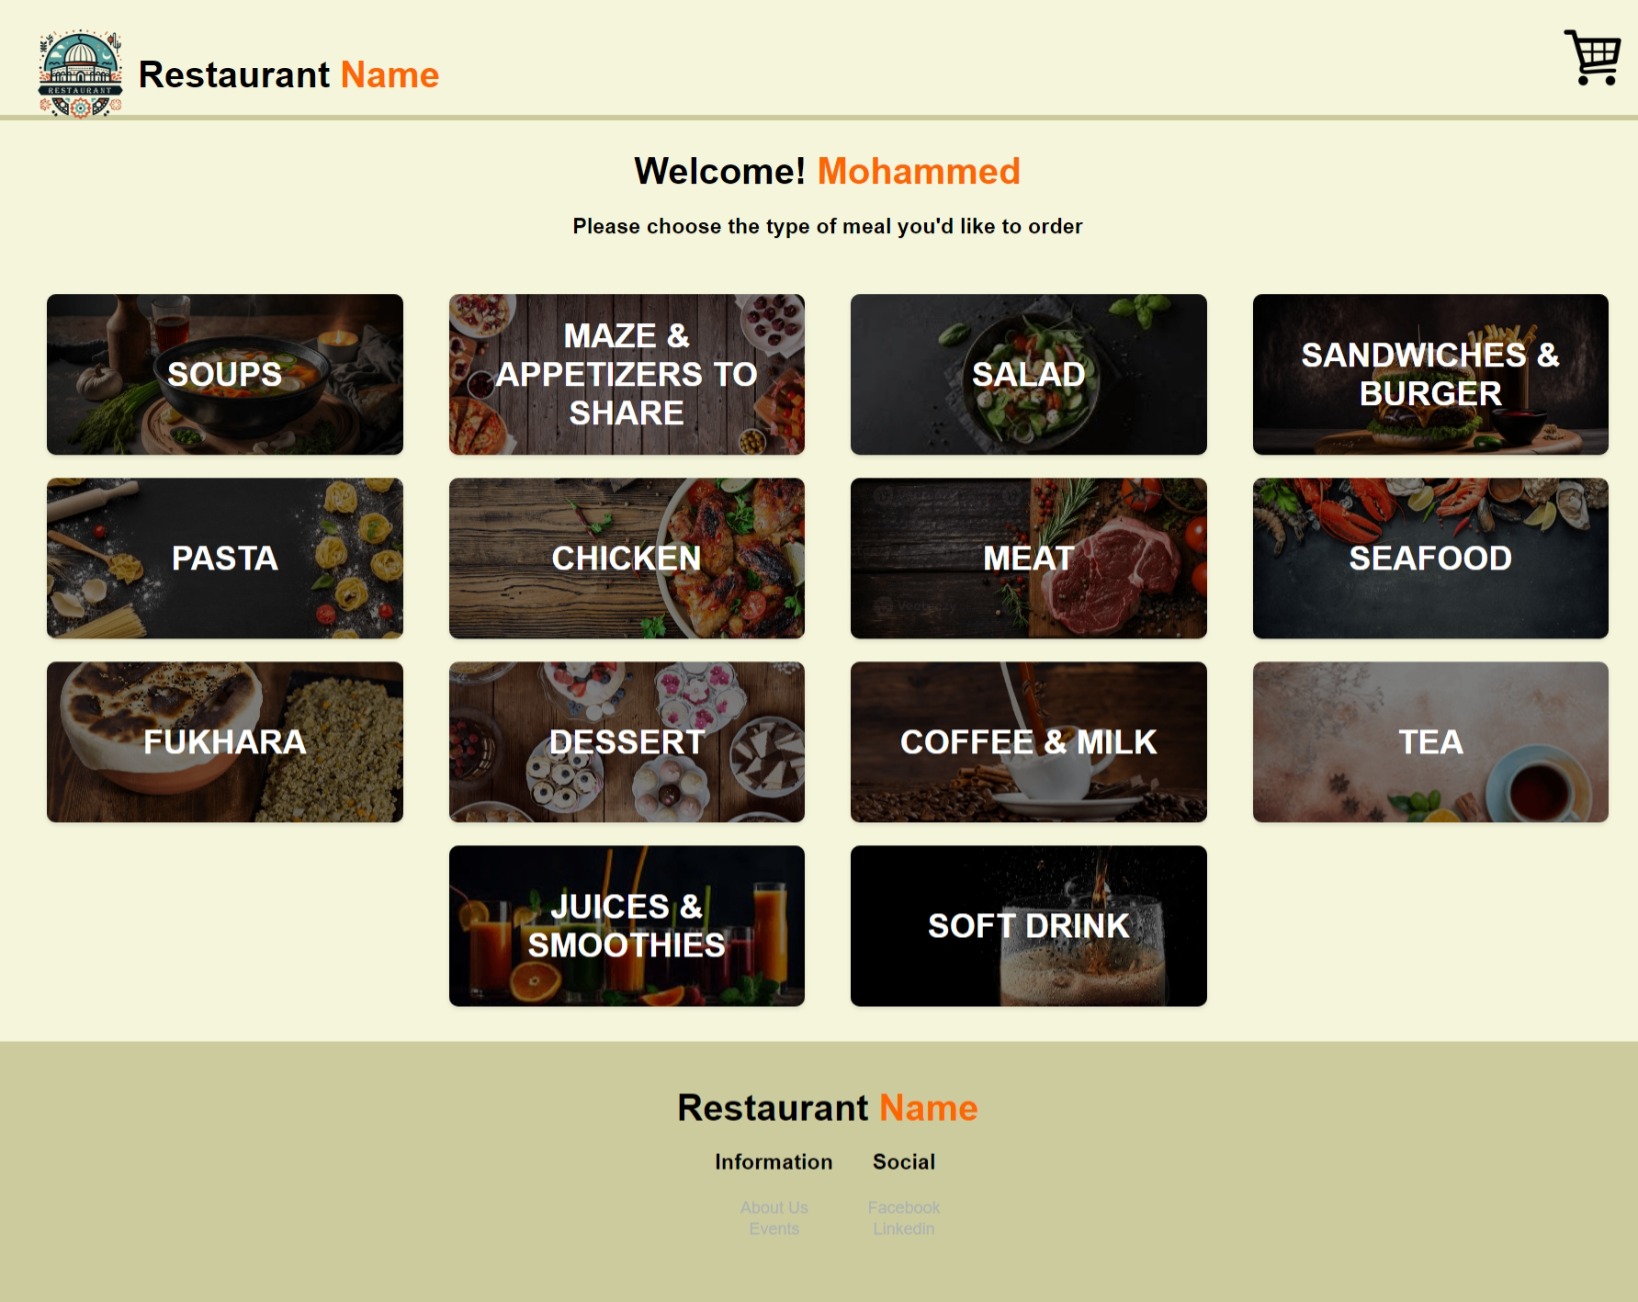 RESTAURANT
Restaurant Name
Welcome! Mohammed
Please choose the type of meal you'd like to order
SOUPS
MAZE &
APPETIZERS TO
SHARE
SALAD
SANDWICHES &
BURGER
PASTA
CHICKEN
MEAT
SEAFOOD
FUKHARA
DESSERT
COFFEE & MILK
TEA
JUICES &
SMOOTHIES
SOFT DRINK
Restaurant Name
Information
Social
About Us
Facebook
Events
Linkedin